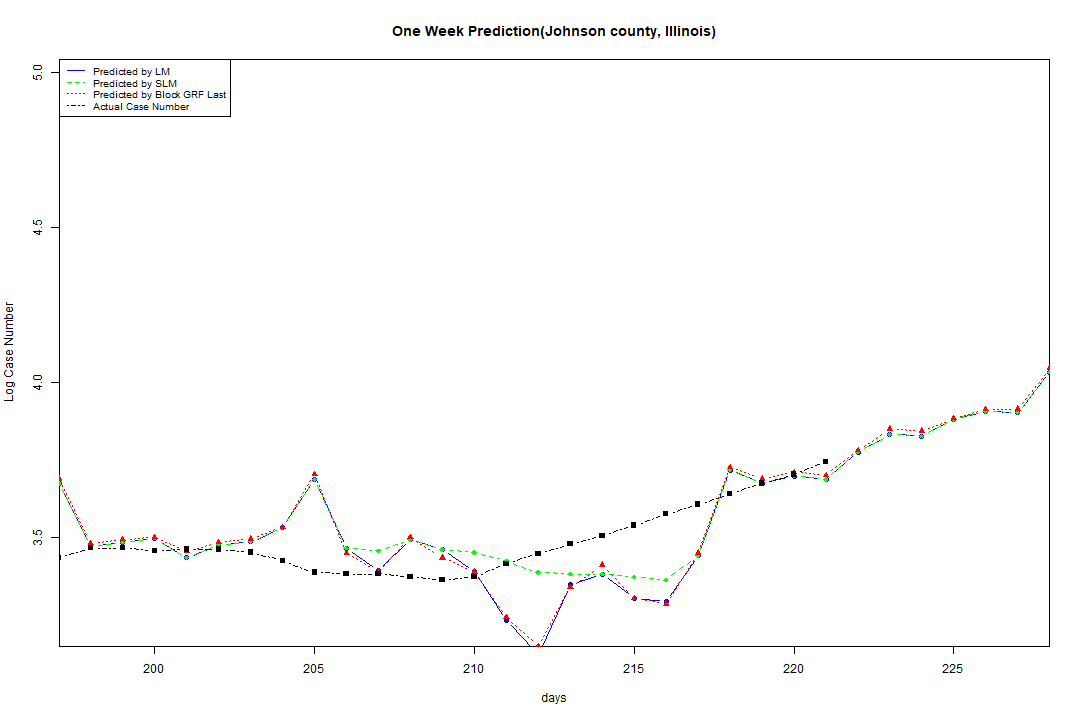 One Week Prediction(Johnson county, Illinois)
Predicted by LM
Predicted by SLM
Predicted by Block GRF Last
Actual Case Number
5.0
4.5
4.0
3.5
Log Case Number
200 205 210 215 220 225
days